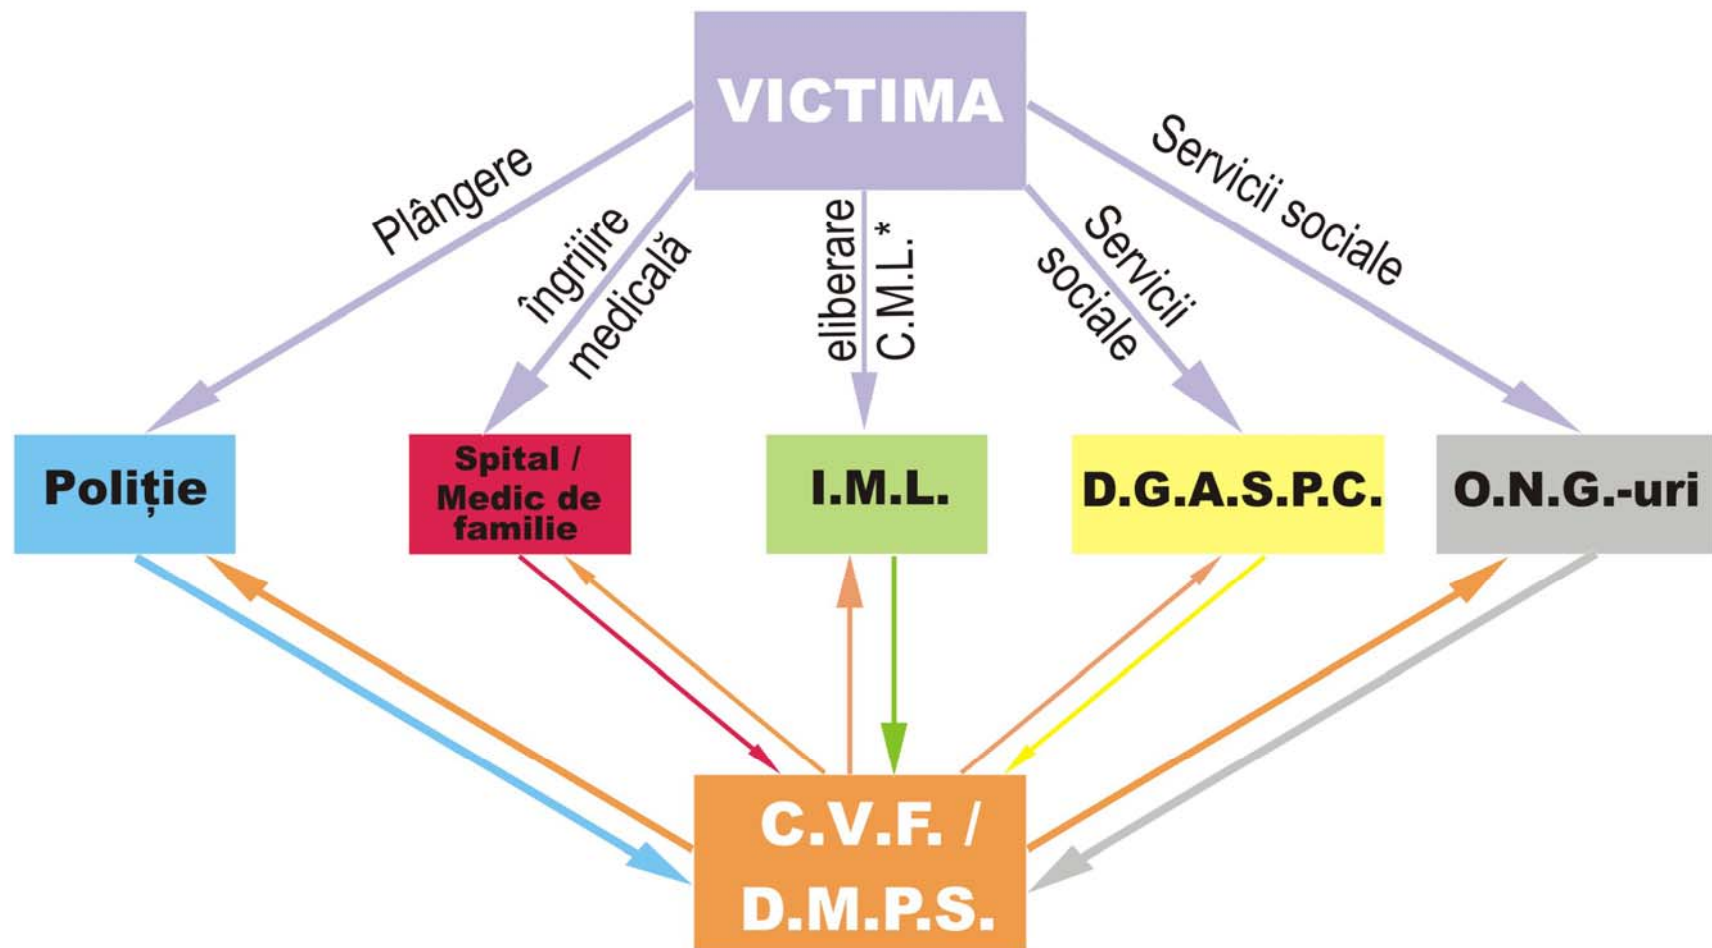 VICTIMA
Plângere
îngrijire
medicală
eliberare
C.M.L.*
Servicii
sociale
Servicii sociale
Poliție
Spital /
Medic de
familie
I.M.L.
D.G.A.S.P.C.
O.N.G.-uri
C.V.F. /
D.M.P.S.